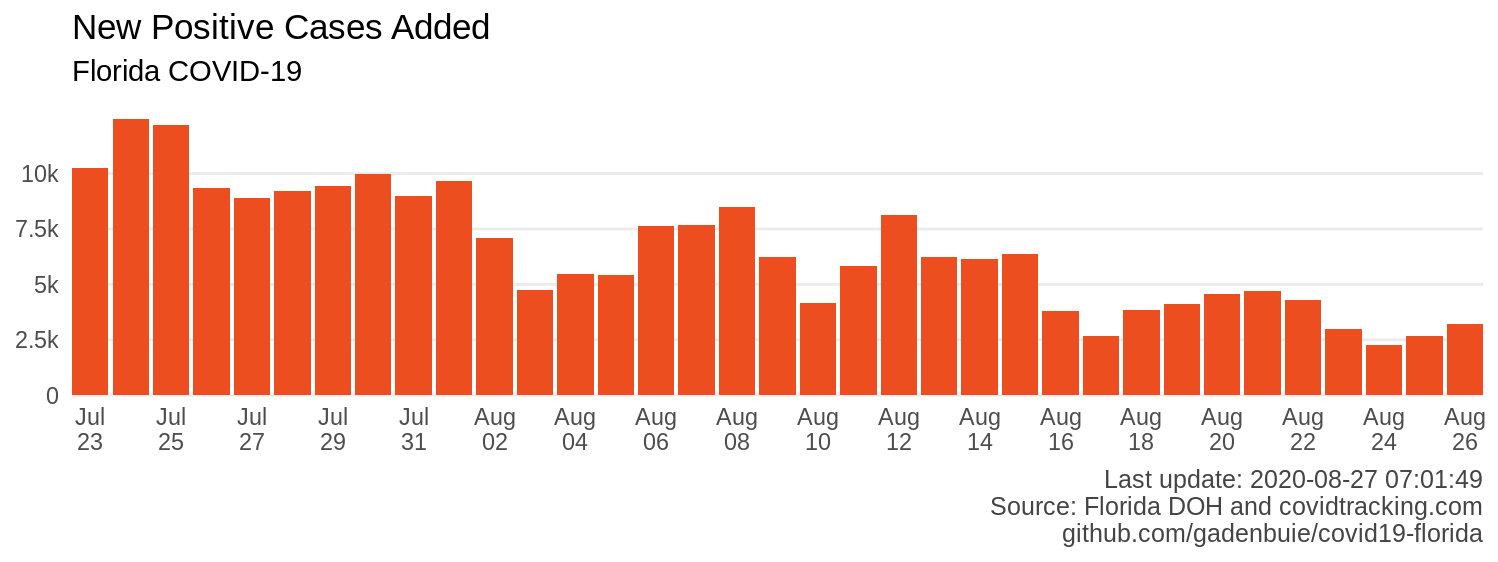 New Positive Cases Added
Florida COVID-19
10k
7.5k
5k
2.5k
0
Jul Jul Jul Jul Jul Aug Aug Aug Aug Aug Aug Aug Aug Aug Aug Aug Aug Aug
23 25 27 29 31 02 04 06 08 10 12 14 16 18 20 22 24 26
Last update: 2020-08-27 07:01:49
Source: Florida DOH and covidtracking.com
github.com/gadenbuie/covid19-florida